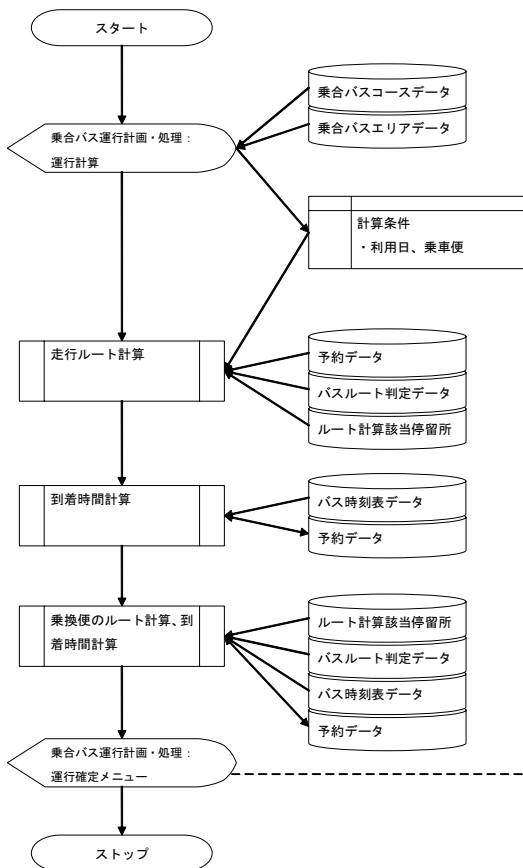 スタート
乗合バスコースデータ
乗合バスエリアデータ
乗合バス運行計画・処理：
運行計算
計算条件
・利用日、乗車便
走行ルート計算
予約データ
バスルート判定データ
ルート計算該当停留所
到着時間計算
バス時刻表データ
予約データ
乗換便のルート計算、到
着時間計算
ルート計算該当停留所
バスルート判定データ
バス時刻表データ
予約データ
乗合バス運行計画・処理：
運行確定メニュー
ストップ